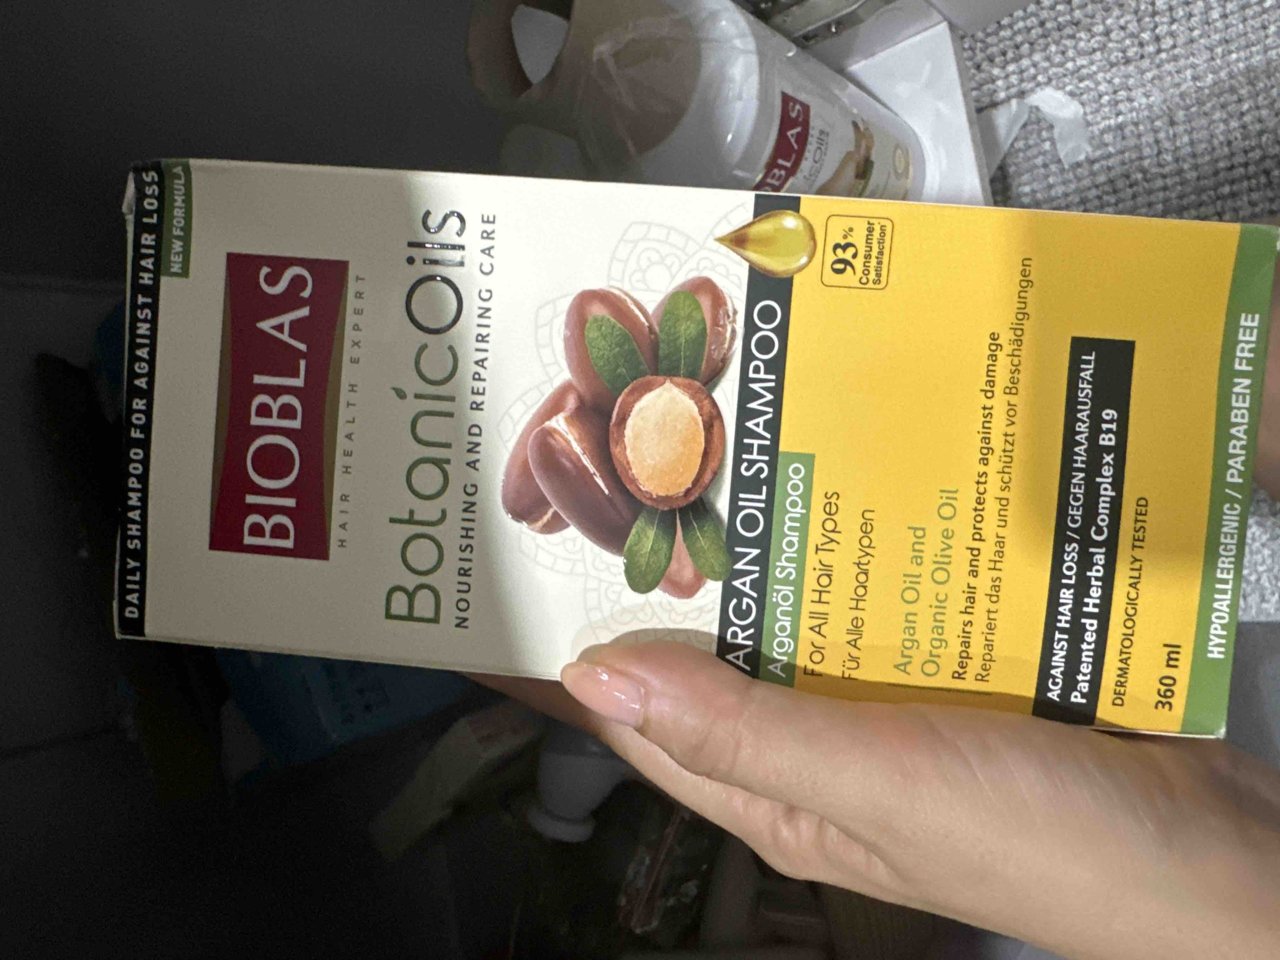 DAILY SHAMPOO FOR AGAINST HAIR LOSS
NEW FORMULA
BIOBLAS
HAIR HEALTH EXPERT
BotanicOils
NOURISHING AND REPAIRING CARE
ARGAN OIL SHAMPOO
Arganöl Shampoo
For All Hair Types
Für Alle Haartypen
93%
Consumer
Satisfaction*
Argan Oil and
Organic Olive Oil
Repairs hair and protects against damage
Repariert das Haar und schützt vor Beschädigungen
AGAINST HAIR LOSS / GEGEN HAARAUSFALL
Patented Herbal Complex B19
DERMATOLOGICALLY TESTED
360 ml
HYPOALLERGENIC / PARABEN FREE
OBLAS
Oils